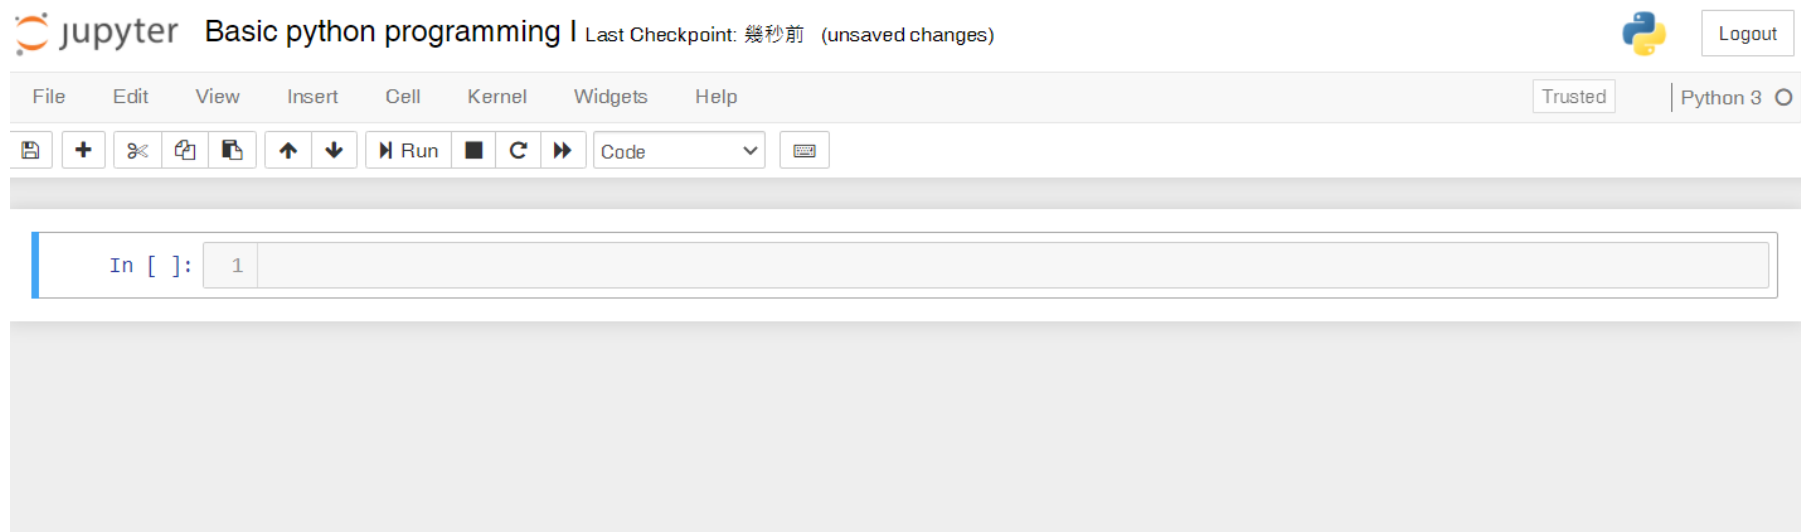 jupyter Basic python programming I Last Checkpoint: 幾秒前 (unsaved changes) Logout
File Edit View Insert Cell Kernel Widgets Help Trusted Python 3
Run Code
In [ ]: 1